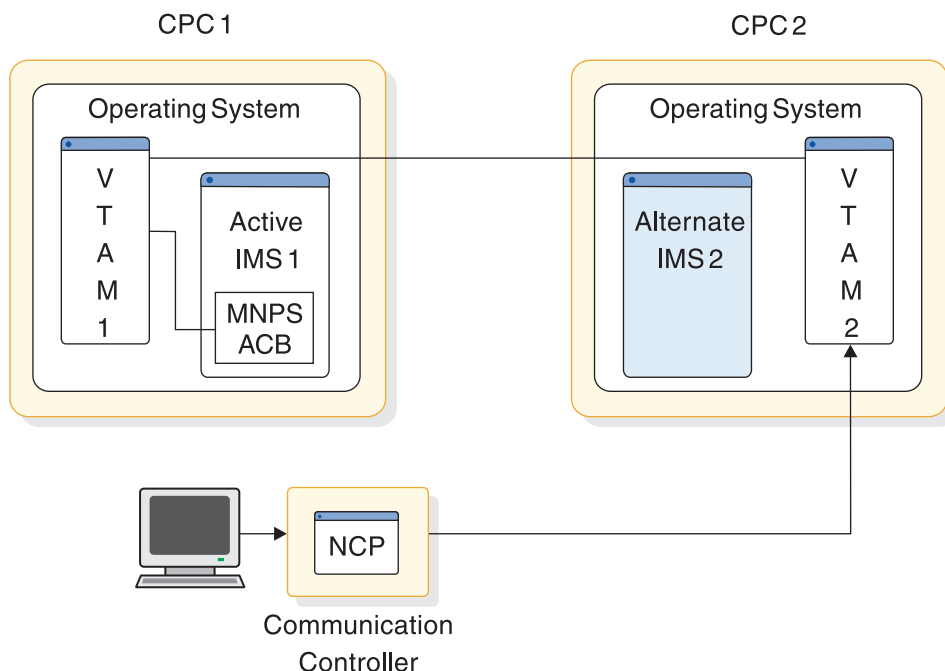 CPC 1
CPC 2
Operating System
V
T
A
M
1
Active
IMS 1
MNPS
ACB
Operating System
Alternate
IMS 2
V
T
A
M
2
NCP
Communication
Controller